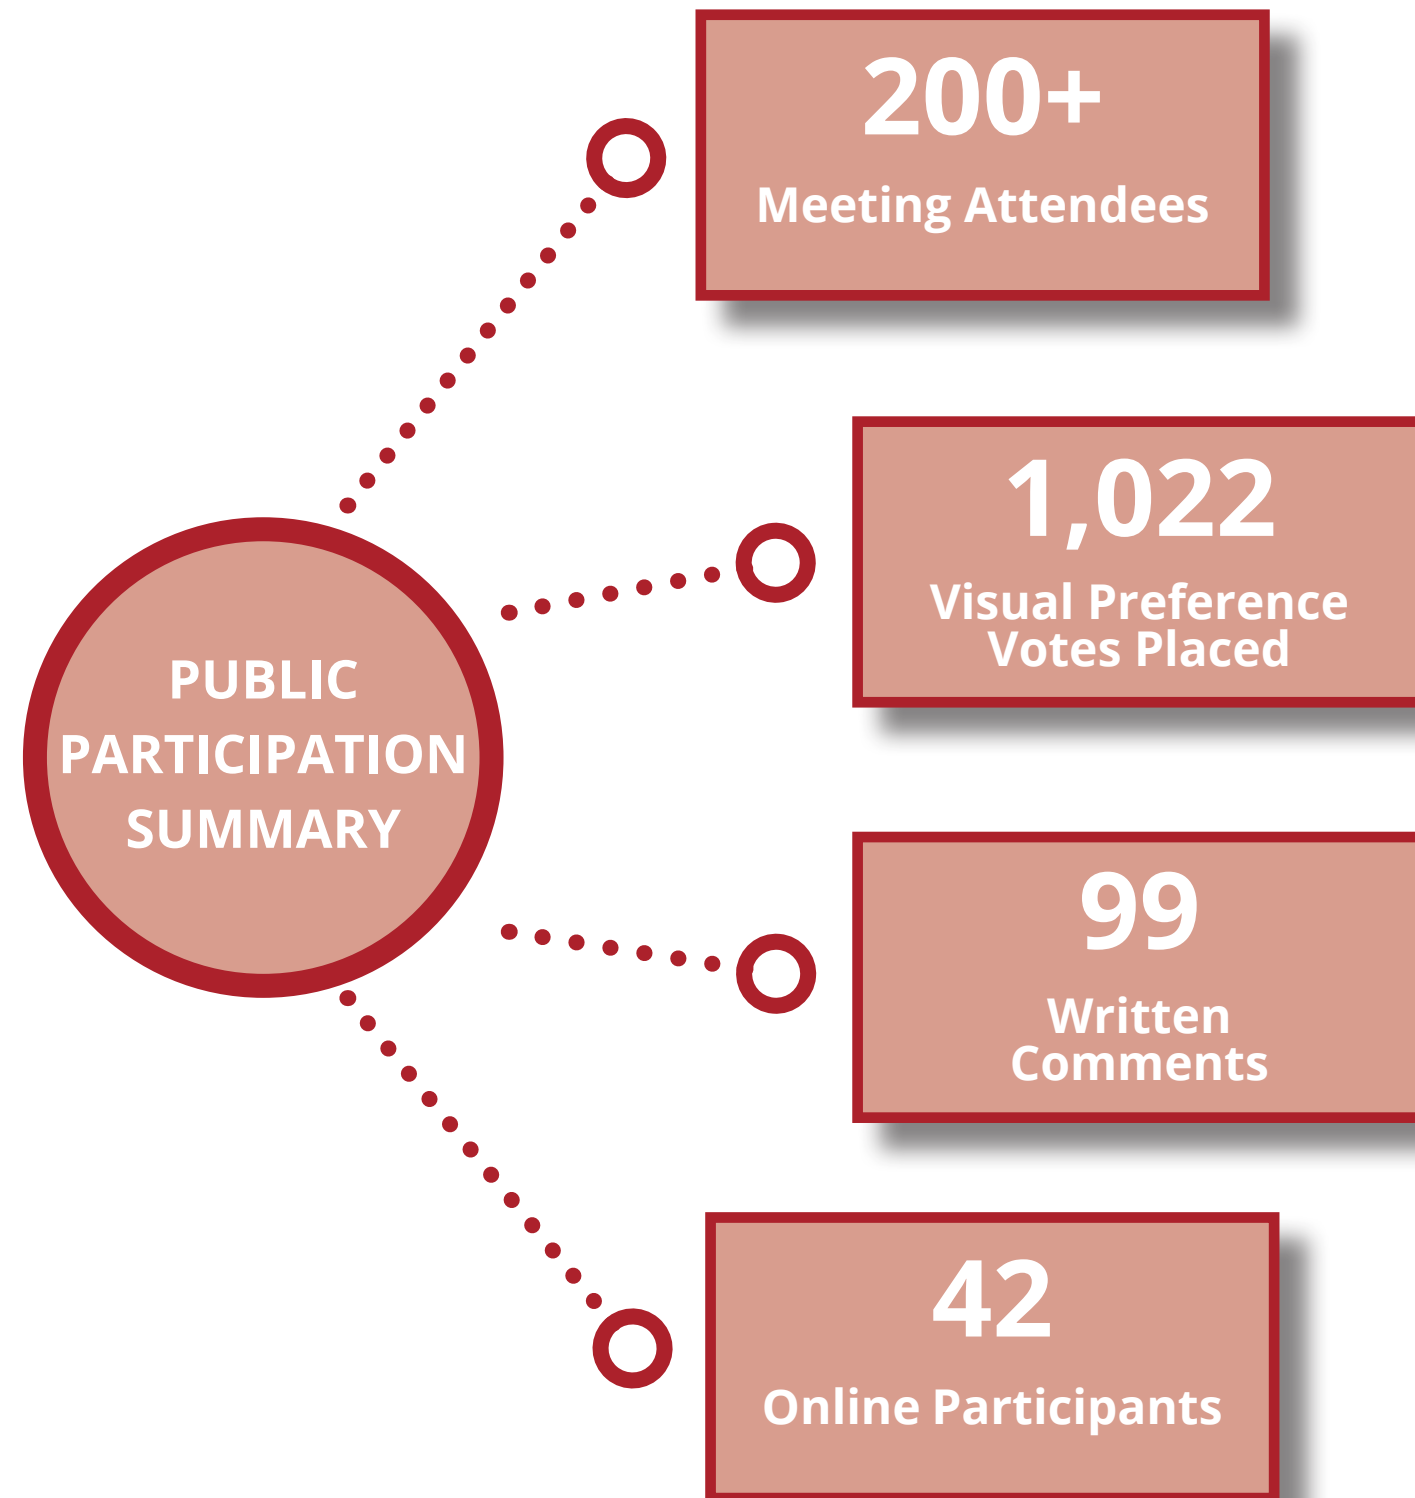 200+
Meeting Attendees
1,022
Visual Preference
Votes Placed
PUBLIC
PARTICIPATION
SUMMARY
99
Written
Comments
42
Online Participants